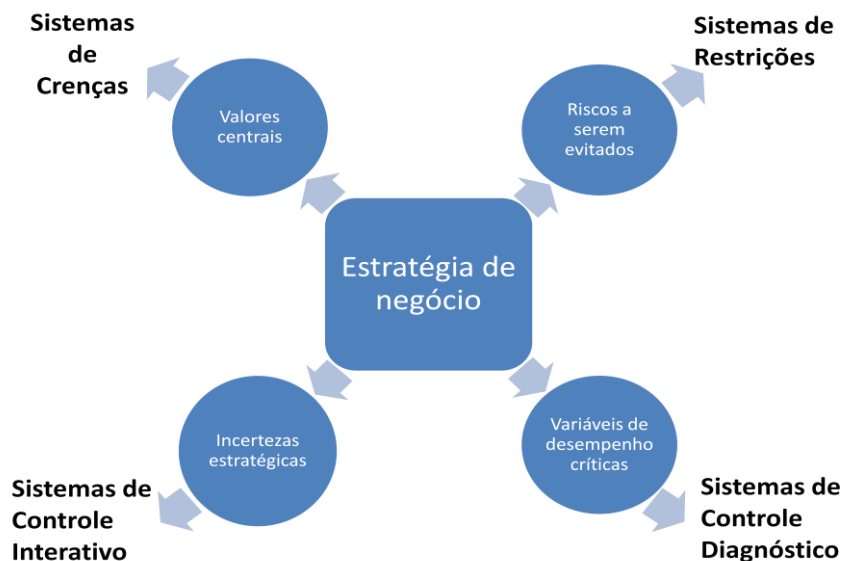 Sistemas
de
Crenças
Valores
centrais
Sistemas de
Restrições
Riscos a
serem
evitados
Estratégia de
negócio
Incertezas
estratégicas
Sistemas de
Controle
Interativo
Variáveis de
desempenho
críticas
Sistemas de
Controle
Diagnóstico